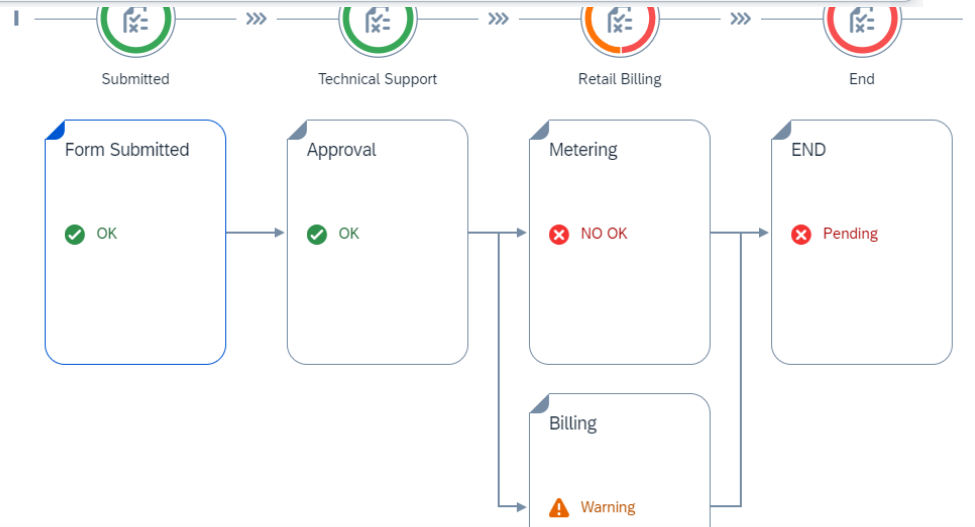 Submitted
Technical Support
Retail Billing
End
Form Submitted
OK
Approval
OK
Metering
NO OK
END
Pending
Billing
Warning